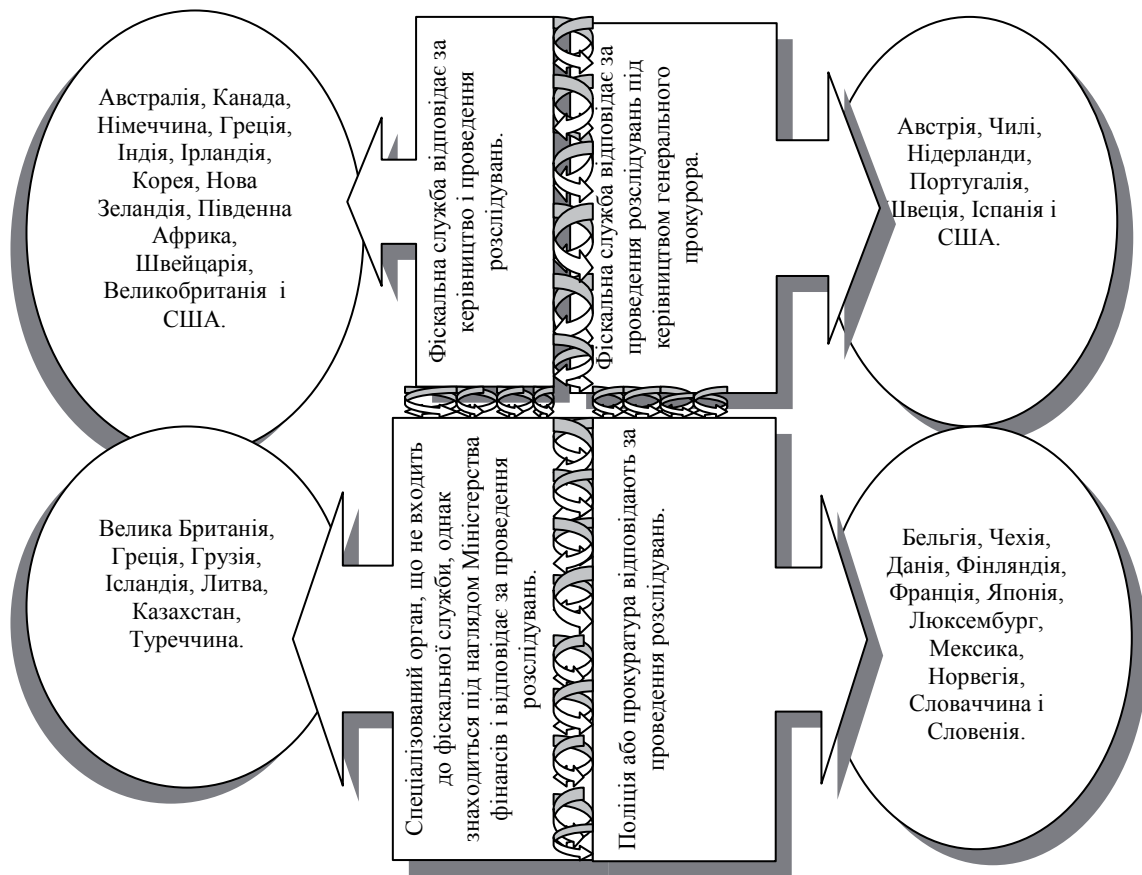 Австралія, Канада,
Німеччина, Греція,
Індія, Ірландія,
Корея, Нова
Зеландія, Південна
Африка,
Швейцарія,
Великобританія і
США.
Фіскальна служба відповідає за
керівництво і проведення
розслідувань.
Фіскальна служба відповідає за
проведення розслідувань під
керівництвом генерального
прокурора.
Австрія, Чилі,
Нідерланди,
Португалія,
Швеція, Іспанія і
США.
Велика Британія,
Греція, Грузія,
Ісландія, Литва,
Казахстан,
Туреччина.
Спеціалізований орган, що не входить
до фіскальної служби, однак
знаходиться під наглядом Міністерства
фінансів і відповідає за проведення
розслідувань.
Поліція або прокуратура відповідають за
проведення розслідувань.
Бельгія, Чехія,
Данія, Фінляндія,
Франція, Японія,
Люксембург,
Мексика,
Норвегія,
Словаччина і
Словенія.